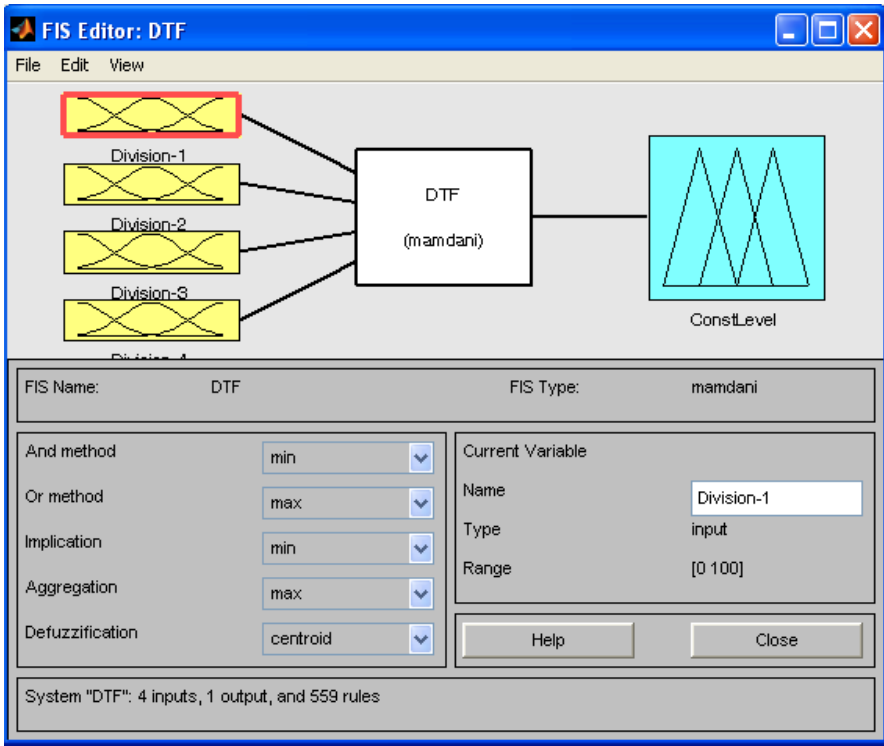 FIS Editor: DTF
File Edit View
Division-1
Division-2
Division-3
DTF
(mamdani)
ConstLevel
FIS Name: DTF FIS Type: mamdani
And method min
Or method max
Implication min
Aggregation max
Defuzzification centroid
Current Variable
Name Division-1
Type input
Range [0 100]
Help Close
System "DTF": 4 inputs, 1 output, and 559 rules